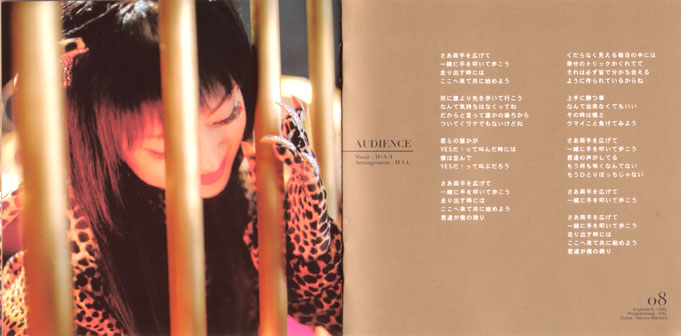 AUDIENCE
Music : D・A・I
Arrangement : HΛL
さあ両手を広げて
一緒に手を叩いて歩こう
走り出す時には
ここへ来て共に始めよう
別に誰より先を歩いて行こう
なんて気持ちはなくってね
だからと言って誰かの後ろから
ついてくワケでもないけどね
君らの誰かが
YESだ!って叫んだ時には
僕は並んで
YESだ!って叫ぶだろう
さあ両手を広げて
一緒に手を叩いて歩こう
走り出す時には
ここへ来て共に始めよう
君達が僕の誇り
くだらなく見える毎日の中には
幸せのトリックかくれてて
それは必ず皆で分かち合える
ように作られているからね
上手に勝つ事
なんて出来なくてもいい
その時は僕と
ウマイこと負けてみよう
さあ両手を広げて
一緒に手を叩いて歩こう
君達の声がしてる
もう何も怖くなんてない
もうひとりぼっちじゃない
さあ両手を広げて
一緒に手を叩いて歩こう
さあ両手を広げて
走り出す時には
ここへ来て共に始めよう
君達が僕の誇り
08